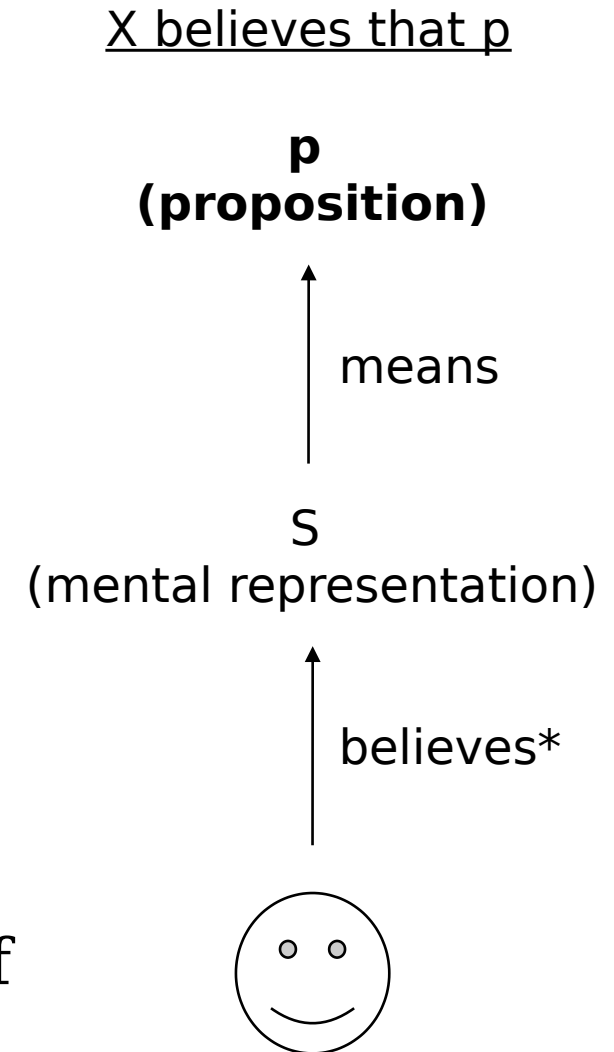 X believes that p
p
(proposition)
means
S
(mental representation)
believes*
f